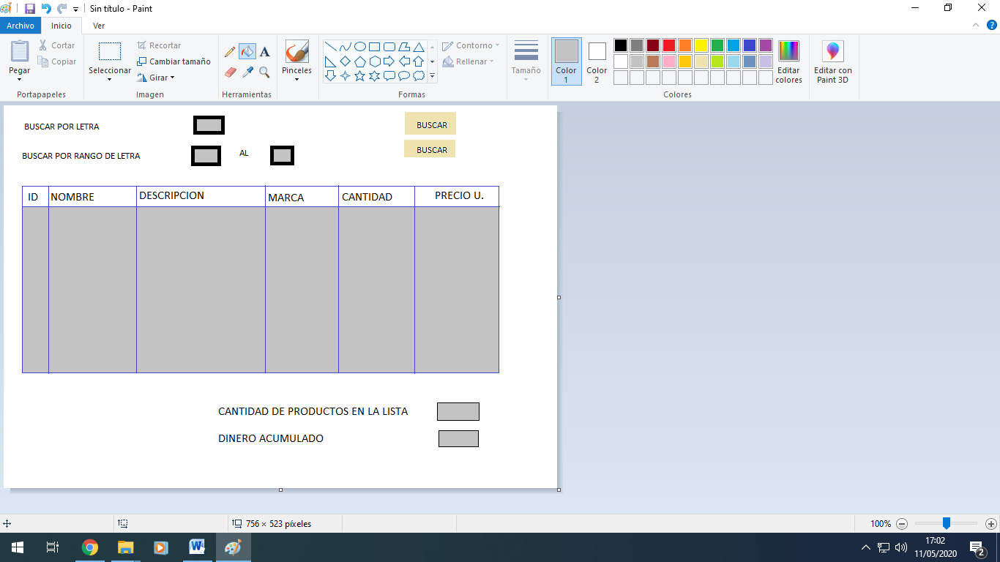 Sin título - Paint
Archivo Inicio Ver
Pegar
Cortar
Copiar
Portapapeles
Seleccionar
Recortar
Cambiar tamaño
Girar
Imagen
A
Herramientas
Pinceles
Contorno
Rellenar
Formas
Tamaño
Color 1
Color 2
Editar colores
Colores
Editar con Paint 3D
BUSCAR POR LETRA BUSCAR
BUSCAR POR RANGO DE LETRA AL BUSCAR
ID NOMBRE DESCRIPCION MARCA CANTIDAD PRECIO U.
CANTIDAD DE PRODUCTOS EN LA LISTA
DINERO ACUMULADO
756 × 523 píxeles 100%
17:02
11/05/2020
2